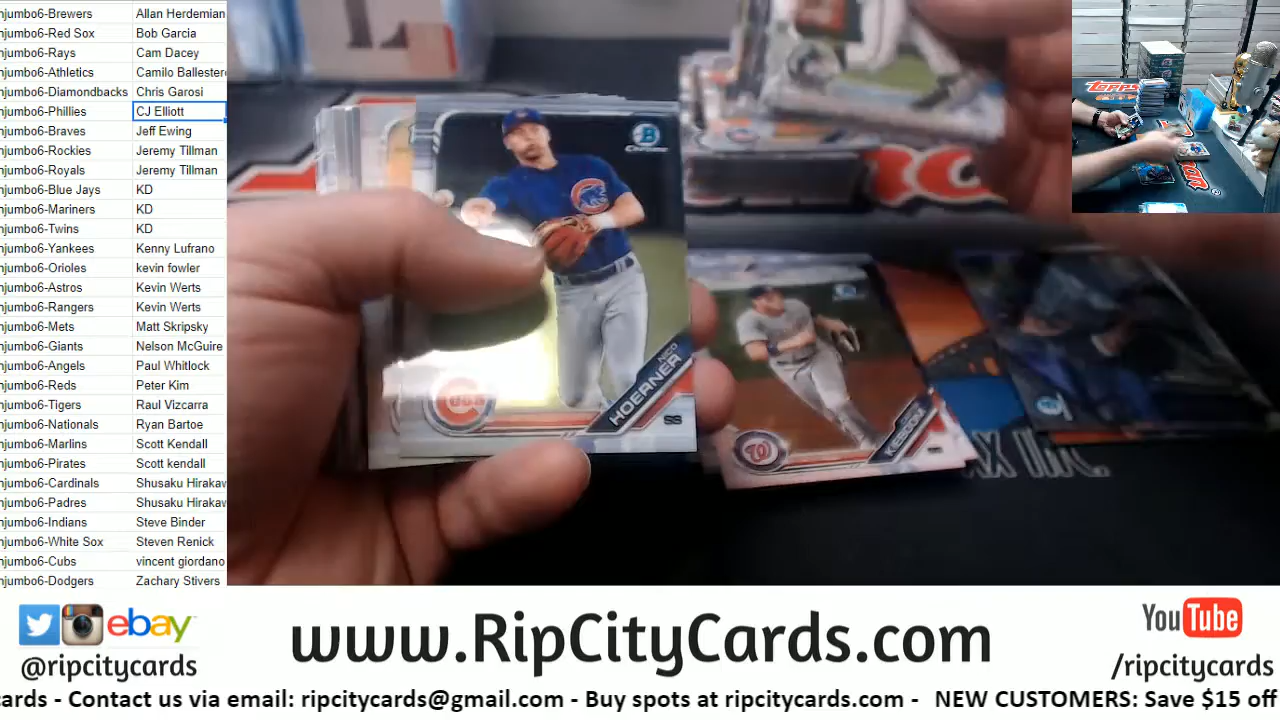 njumbo6-Brewers Allan Herdemian
njumbo6-Red Sox Bob Garcia
njumbo6-Rays Cam Dacey
njumbo6-Athletics Camilo Ballester
njumbo6-Diamondbacks Chris Garosi
njumbo6-Phillies CJ Elliott
njumbo6-Braves Jeff Ewing
njumbo6-Rockies Jeremy Tillman
njumbo6-Royals Jeremy Tillman
njumbo6-Blue Jays KD
njumbo6-Mariners KD
njumbo6-Twins KD
njumbo6-Yankees Kenny Lufrano
njumbo6-Orioles kevin fowler
njumbo6-Astros Kevin Werts
njumbo6-Rangers Kevin Werts
njumbo6-Mets Matt Skripsky
njumbo6-Giants Nelson McGuire
njumbo6-Angels Paul Whitlock
njumbo6-Reds Peter Kim
njumbo6-Tigers Raul Vizcarra
njumbo6-Nationals Ryan Bartoe
njumbo6-Marlins Scott Kendall
njumbo6-Pirates Scott kendall
njumbo6-Cardinals Shusaku Hirakaw
njumbo6-Padres Shusaku Hirakaw
njumbo6-Indians Steve Binder
njumbo6-White Sox Steven Renick
njumbo6-Cubs vincent giordano
njumbo6-Dodgers Zachary Stivers
B
CHROME
NICO
HOERNER
SS
W
KIEBOOM
TOPPS
ebay
@ripcitycards
www.RipCityCards.com
YouTube
/ripcitycards
cards - Contact us via email: ripcitycards@gmail.com - Buy spots at ripcitycards.com - NEW CUSTOMERS: Save $15 off